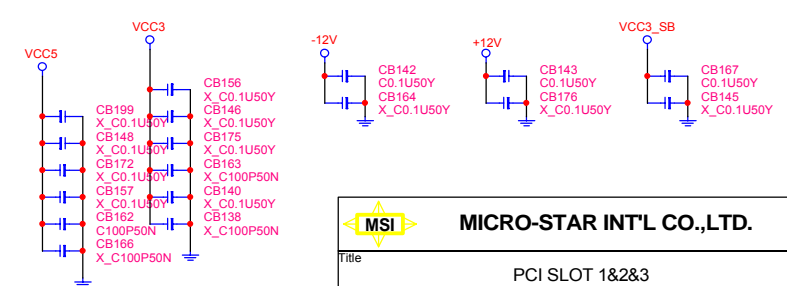 VCC5
CB199
X_C0.1U50Y
CB148
X_C0.1U50Y
CB172
X_C0.1U50Y
CB157
X_C0.1U50Y
CB162
C100P50N
CB166
X_C100P50N
VCC3
CB156
X_C0.1U50Y
CB146
X_C0.1U50Y
CB175
X_C0.1U50Y
CB163
X_C100P50N
CB140
X_C0.1U50Y
CB138
X_C100P50N
-12V
CB142
C0.1U50Y
CB164
X_C0.1U50Y
+12V
CB143
C0.1U50Y
CB176
X_C0.1U50Y
VCC3_SB
CB167
C0.1U50Y
CB145
X_C0.1U50Y
MSI
MICRO-STAR INT'L CO.,LTD.
Title
PCI SLOT 1&2&3